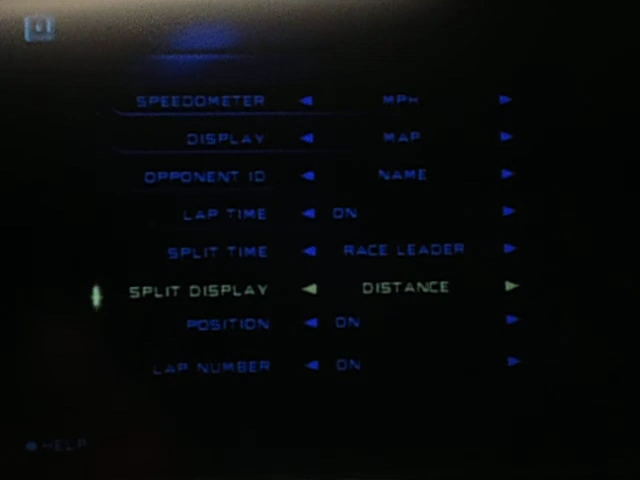 SPEEDOMETER MPH
DISPLAY MAP
OPPONENT ID NAME
LAP TIME ON
SPLIT TIME RACE LEADER
SPLIT DISPLAY DISTANCE
POSITION ON
LAP NUMBER ON
HELP